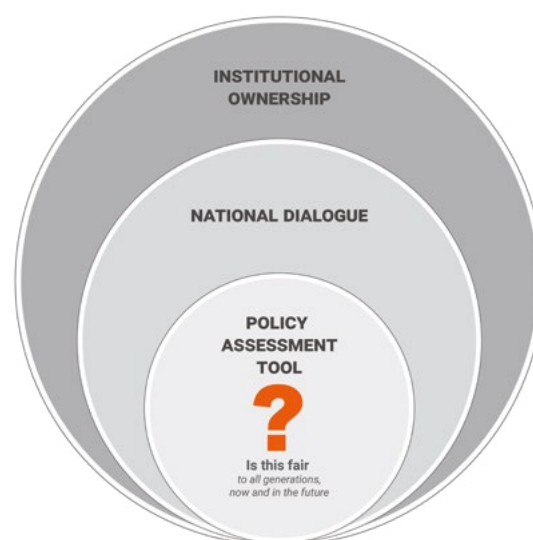 INSTITUTIONAL
OWNERSHIP
NATIONAL DIALOGUE
POLICY
ASSESSMENT
TOOL
?
Is this fair
to all generations,
now and in the future